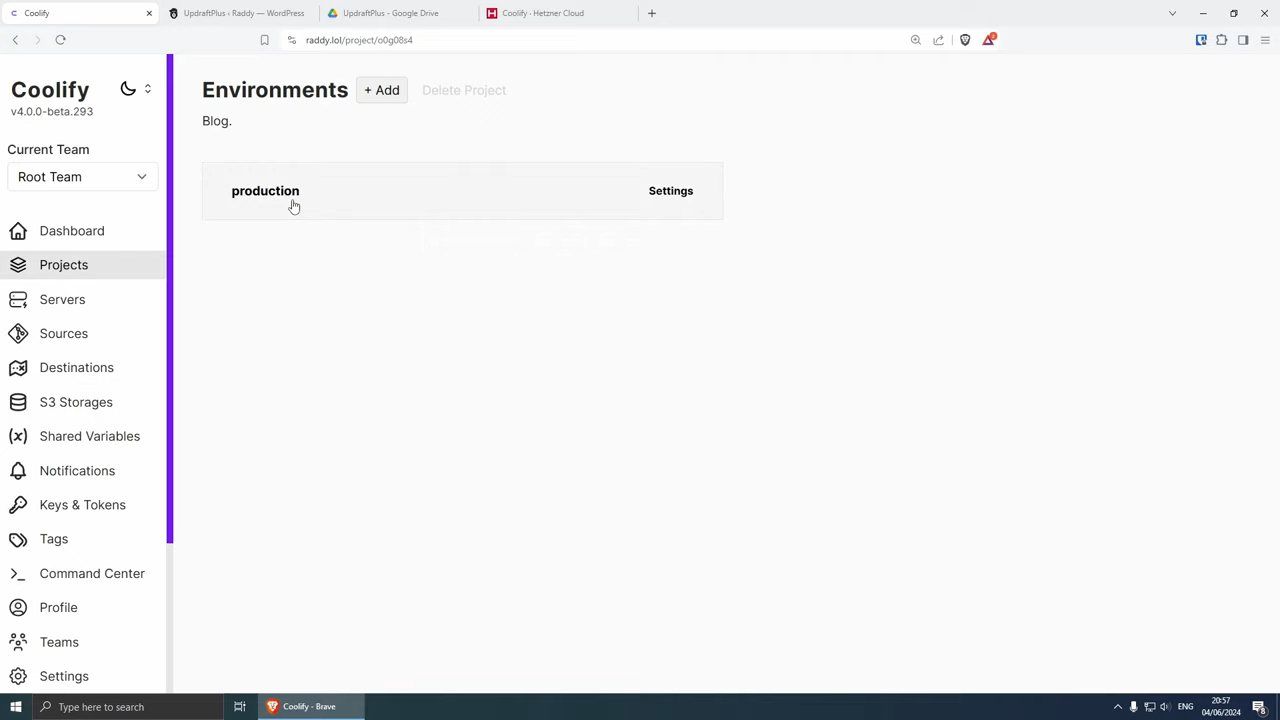 Coolify
UpdraftPlus ‹ Raddy — WordPress
UpdraftPlus - Google Drive
Coolify · Hetzner Cloud
raddy.lol/project/o0g08s4
Coolify
v4.0.0-beta.293
Current Team
Root Team
Dashboard
Projects
Servers
Sources
Destinations
S3 Storages
Shared Variables
Notifications
Keys & Tokens
Tags
Command Center
Profile
Teams
Settings
Environments
+ Add
Delete Project
Blog.
production
Settings
Type here to search
Coolify - Brave
ENG
20:57
04/06/2024